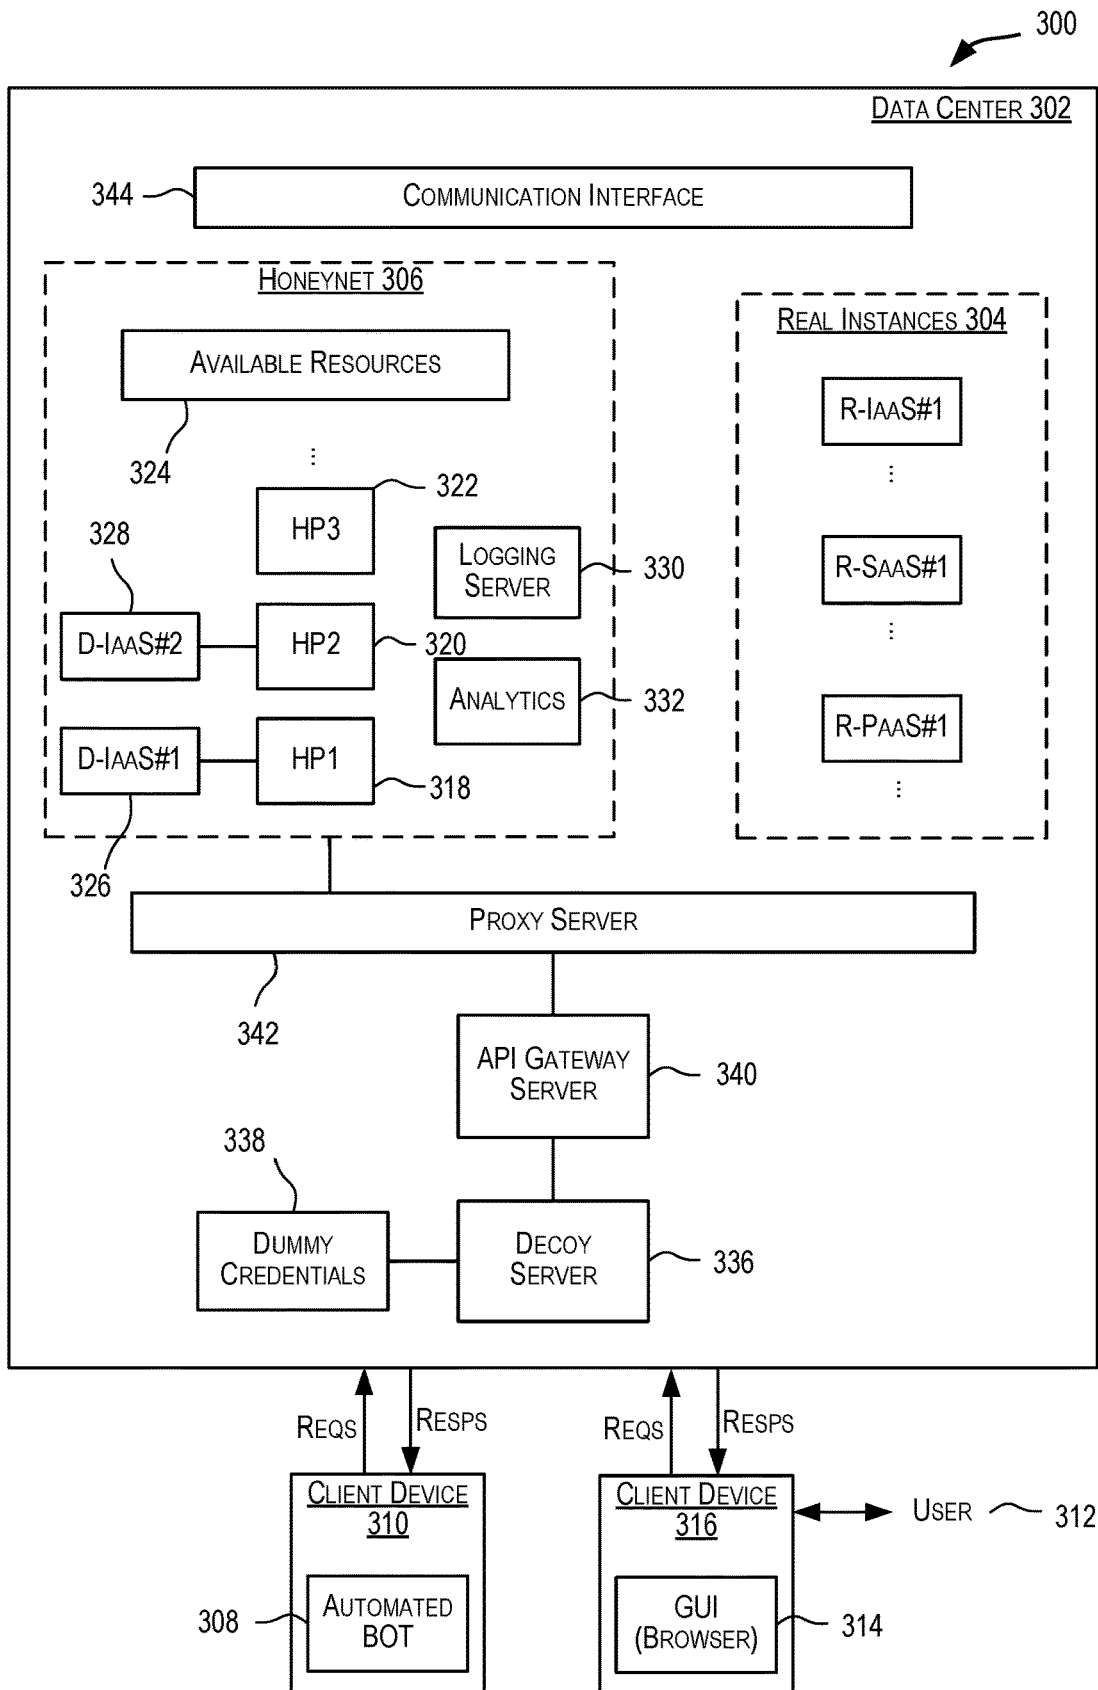 300
DATA CENTER 302
344
COMMUNICATION INTERFACE
HONEYNET 306
REAL INSTANCES 304
AVAILABLE RESOURCES
R-IAAS#1
324
...
...
322
HP3
328
LOGGING
SERVER
330
R-SAAS#1
D-IAAS#2
HP2
320
...
ANALYTICS
332
R-PAAS#1
D-IAAS#1
HP1
318
...
326
PROXY SERVER
342
API GATEWAY
SERVER
340
338
DUMMY
CREDENTIALS
DECOY
SERVER
336
REQS
RESPS
REQS
RESPS
CLIENT DEVICE
310
CLIENT DEVICE
316
USER
312
308
AUTOMATED
BOT
GUI
(BROWSER)
314